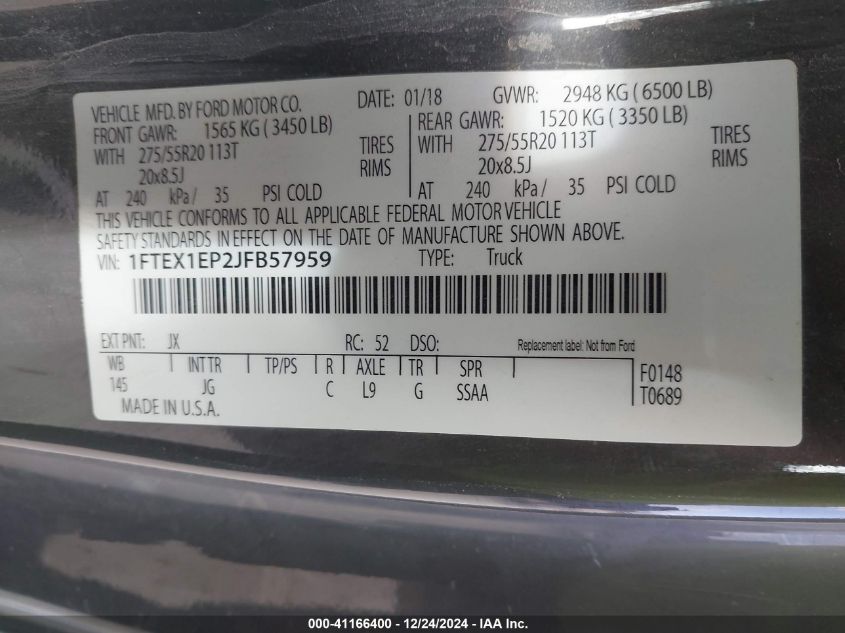 VEHICLE MFD. BY FORD MOTOR CO. DATE: 01/18 GVWR: 2948 KG ( 6500 LB)
FRONT GAWR: 1565 KG ( 3450 LB) REAR GAWR: 1520 KG ( 3350 LB)
WITH 275/55R20 113T TIRES WITH 275/55R20 113T TIRES
20x8.5J RIMS 20x8.5J RIMS
AT 240 kPa/ 35 PSI COLD AT 240 kPa/ 35 PSI COLD
THIS VEHICLE CONFORMS TO ALL APPLICABLE FEDERAL MOTOR VEHICLE
SAFETY STANDARDS IN EFFECT ON THE DATE OF MANUFACTURE SHOWN ABOVE.
VIN: 1FTEX1EP2JFB57959 TYPE: Truck
EXT PNT: JX RC: 52 DSO: Replacement label: Not from Ford
WB INT TR TP/PS R AXLE TR SPR F0148
145 JG C L9 G SSAA T0689
MADE IN U.S.A.
000-41166400 - 12/24/2024 - IAA Inc.